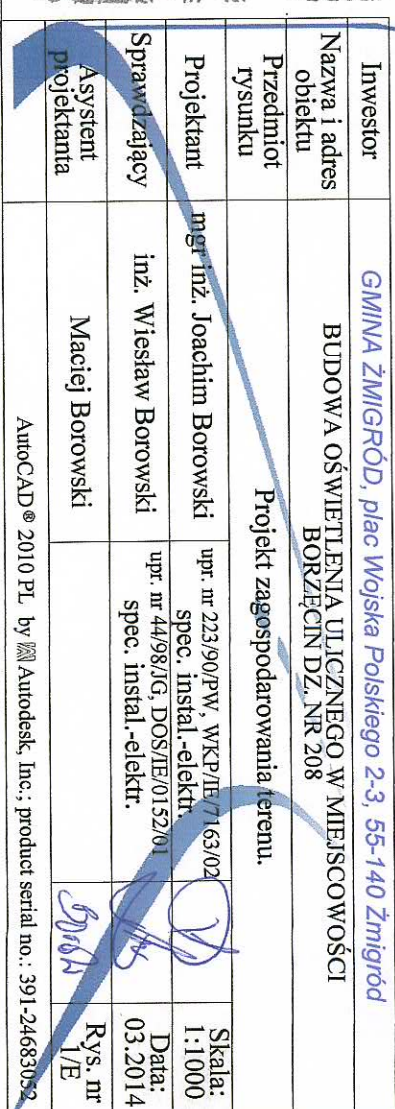 Inwestor
GMINA ŻMIGRÓD, plac Wojska Polskiego 2-3, 55-140 Żmigród
Nazwa i adres
obiektu
BUDOWA OŚWIETLENIA ULICZNEGO W MIEJSCOWOŚCI
BORZĘCIN DZ. NR 208
Przedmiot
rysunku
Projekt zagospodarowania terenu.
Projektant
mgr inż. Joachim Borowski
upr. nr 223/90/PW, WKP/IE/7163/02
spec. instal.-elektr.
Skala:
1:1000
Sprawdzający
inż. Wiesław Borowski
upr. nr 44/98/JG, DOŚ/IE/0152/01
spec. instal.-elektr.
Data:
03.2014
Asystent
projektanta
Maciej Borowski
Rys. nr
1/E
AutoCAD® 2010 PL by Autodesk, Inc.; product serial no.: 391-24683052